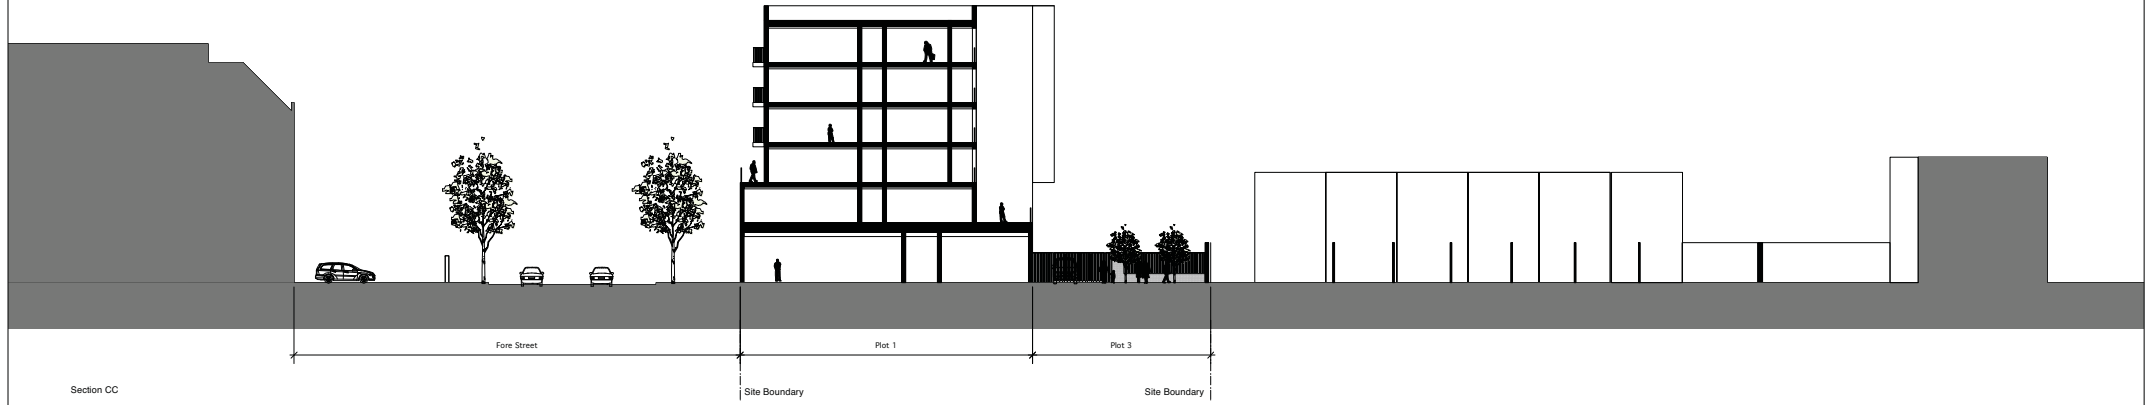 Fore Street
Plot 1
Plot 3
Section CC
Site Boundary
Site Boundary